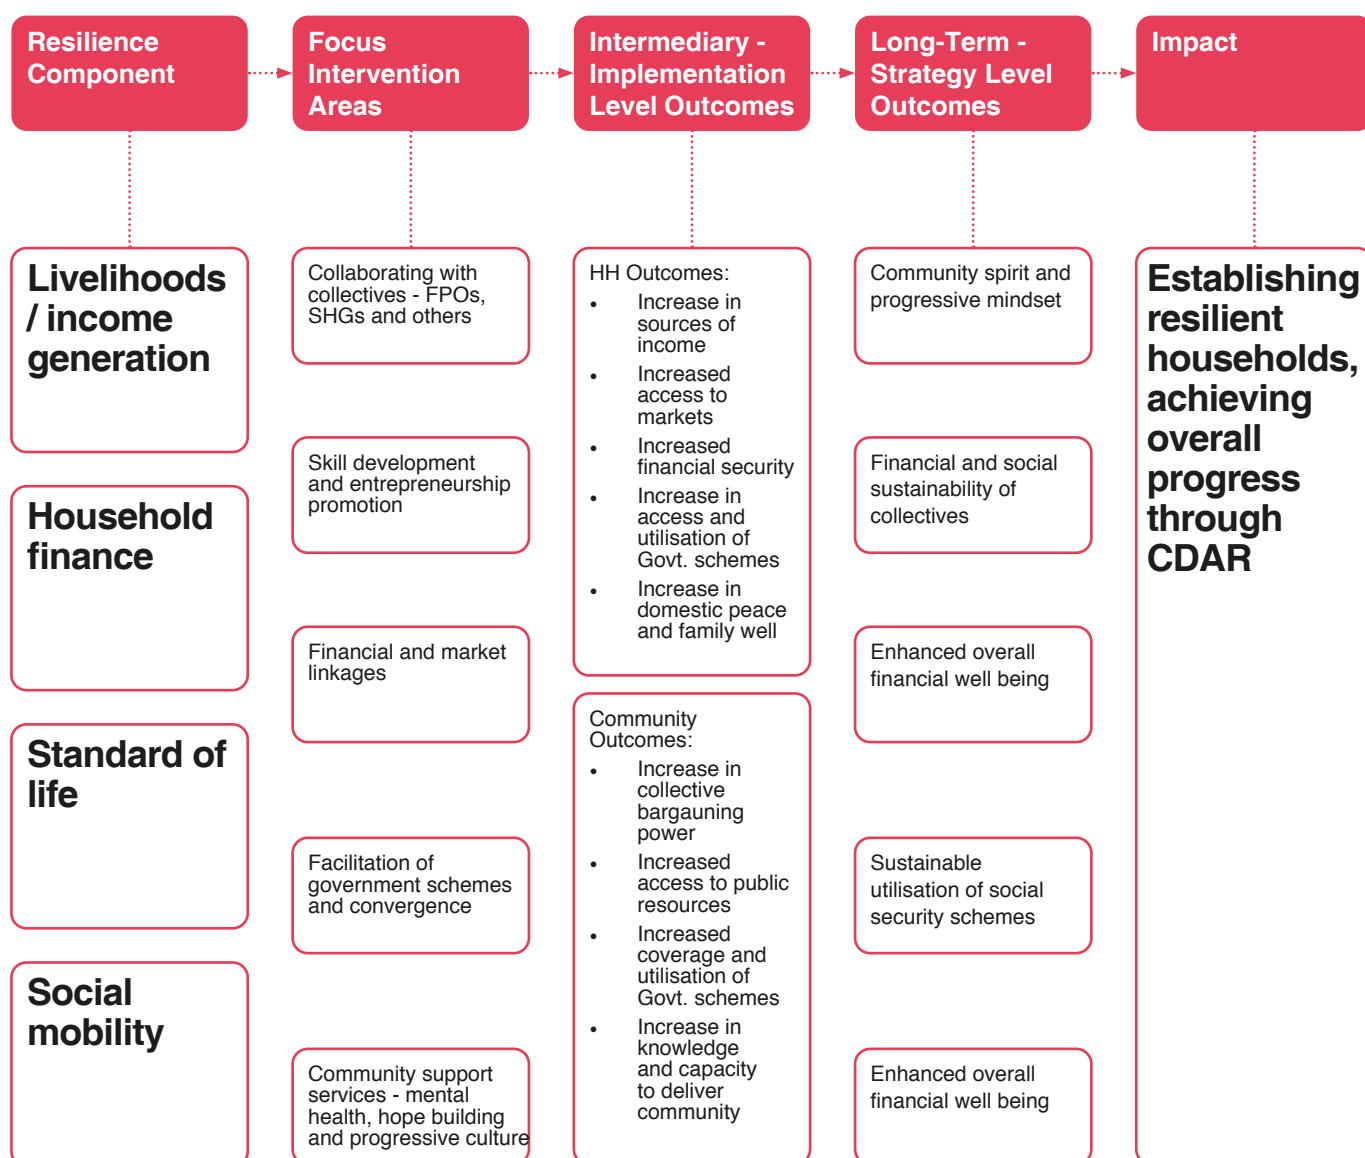 Resilience
Component
Focus
Intervention
Areas
Intermediary -
Implementation
Level Outcomes
Long-Term -
Strategy Level
Outcomes
Impact
Livelihoods
/ income
generation
Household
finance
Standard of
life
Social
mobility
Collaborating with
collectives - FPOs,
SHGs and others
Skill development
and entrepreneurship
promotion
Financial and market
linkages
Facilitation of
government schemes
and convergence
Community support
services - mental
health, hope building
and progressive culture
HH Outcomes:
• Increase in
sources of
income
• Increased
access to
markets
• Increased
financial security
• Increase in
access and
utilisation of
Govt. schemes
• Increase in
domestic peace
and family well
Community
Outcomes:
• Increase in
collective
bargauning
power
• Increased
access to public
resources
• Increased
coverage and
utilisation of
Govt. schemes
• Increase in
knowledge
and capacity
to deliver
community
Community spirit and
progressive mindset
Financial and social
sustainability of
collectives
Enhanced overall
financial well being
Sustainable
utilisation of social
security schemes
Enhanced overall
financial well being
Establishing
resilient
households,
achieving
overall
progress
through
CDAR